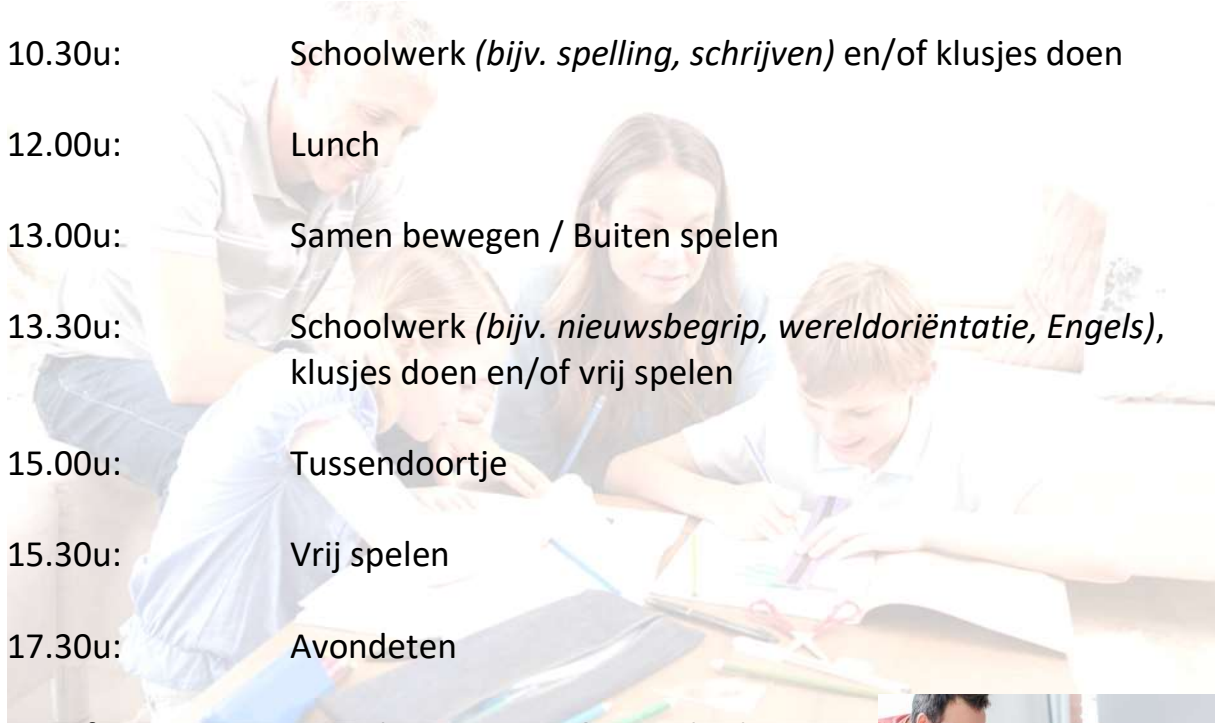 10.30u: Schoolwerk (bijv. spelling, schrijven) en/of klusjes doen
12.00u: Lunch
13.00u: Samen bewegen / Buiten spelen
13.30u: Schoolwerk (bijv. nieuwsbegrip, wereldoriëntatie, Engels),
klusjes doen en/of vrij spelen
15.00u: Tussendoortje
15.30u: Vrij spelen
17.30u: Avondeten